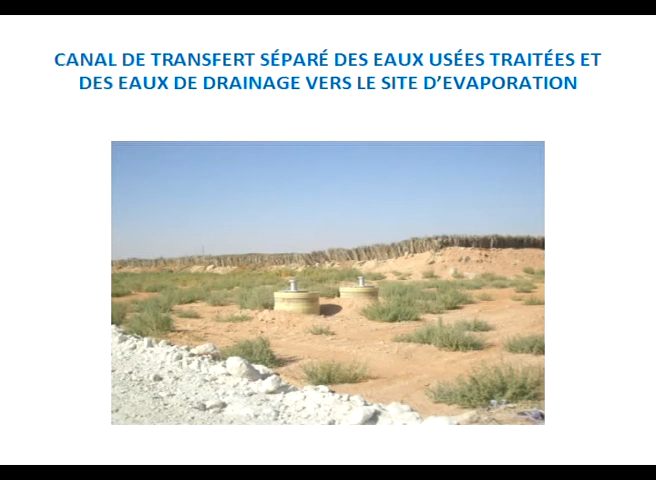 CANAL DE TRANSFERT SÉPARÉ DES EAUX USÉES TRAITÉES ET
DES EAUX DE DRAINAGE VERS LE SITE D’EVAPORATION